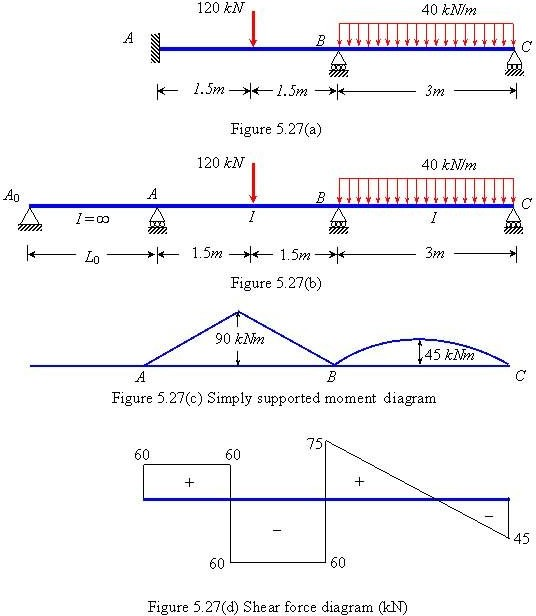 120 kN
40 kN/m
A
B
C
1.5m
1.5m
3m
Figure 5.27(a)
120 kN
40 kN/m
A0
A
B
C
I=∞
I
I
L0
1.5m
1.5m
3m
Figure 5.27(b)
90 kNm
45 kNm
A
B
C
Figure 5.27(c) Simply supported moment diagram
75
60
60
+
+
−
−
45
60
60
Figure 5.27(d) Shear force diagram (kN)